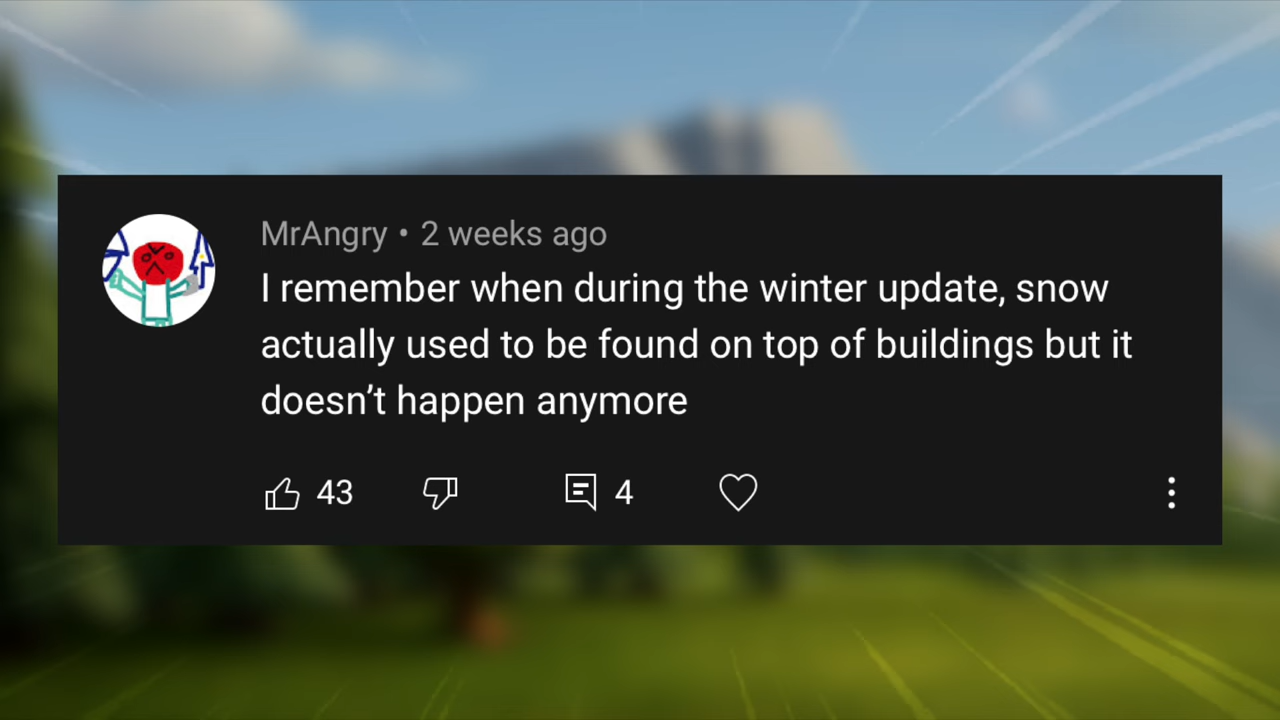 MrAngry • 2 weeks ago
I remember when during the winter update, snow
actually used to be found on top of buildings but it
doesn’t happen anymore
43
4